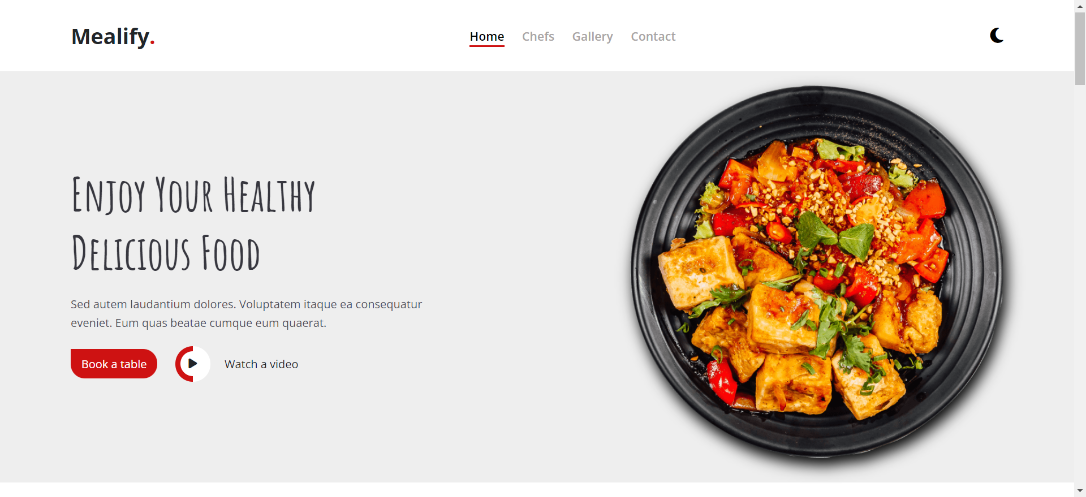 Mealify.
Home Chefs Gallery Contact
Enjoy Your Healthy
Delicious Food
Sed autem laudantium dolores. Voluptatem itaque ea consequatur
eveniet. Eum quas beatae cumque eum quaerat.
Book a table
Watch a video